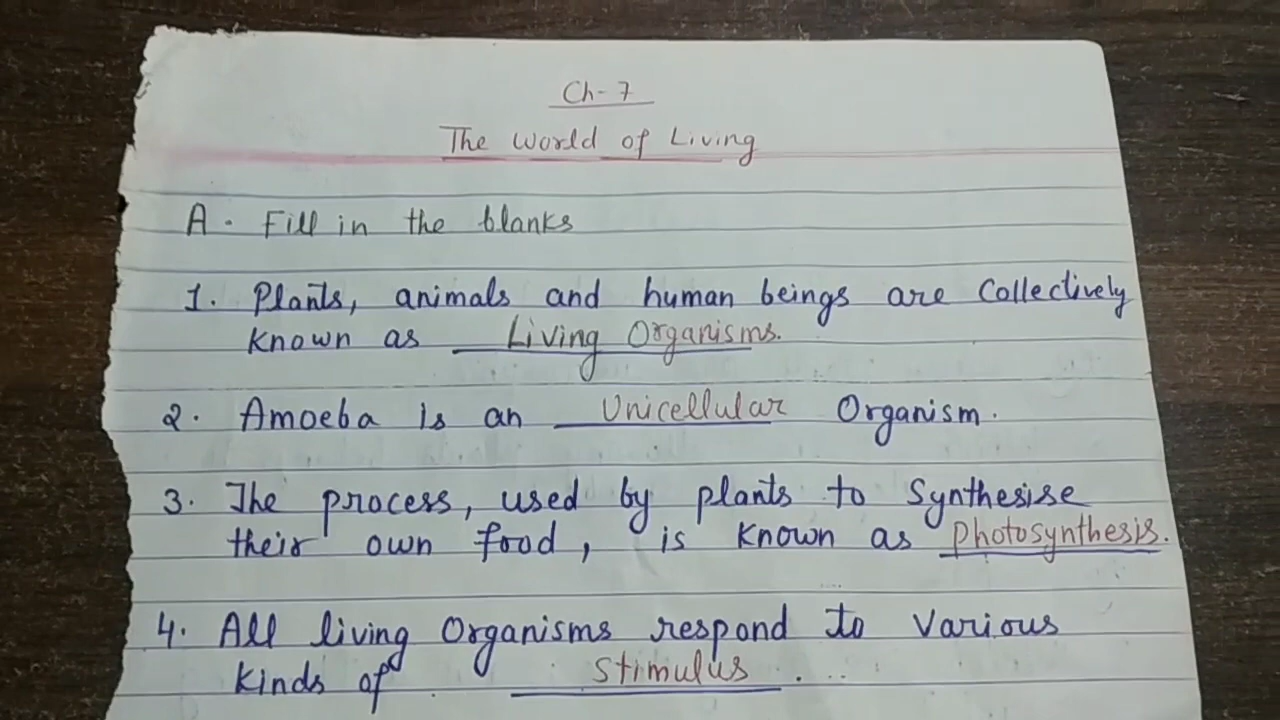 Ch-7
The World of Living
A. Fill in the blanks
1. Plants, animals and human beings are Collectively
Known as Living Organisms.
2. Amoeba is an Unicellular Organism.
3. The process, used by plants to Synthesise
their own food, is known as Photosynthesis.
4. All living Organisms respond to various
Kinds of Stimulus.